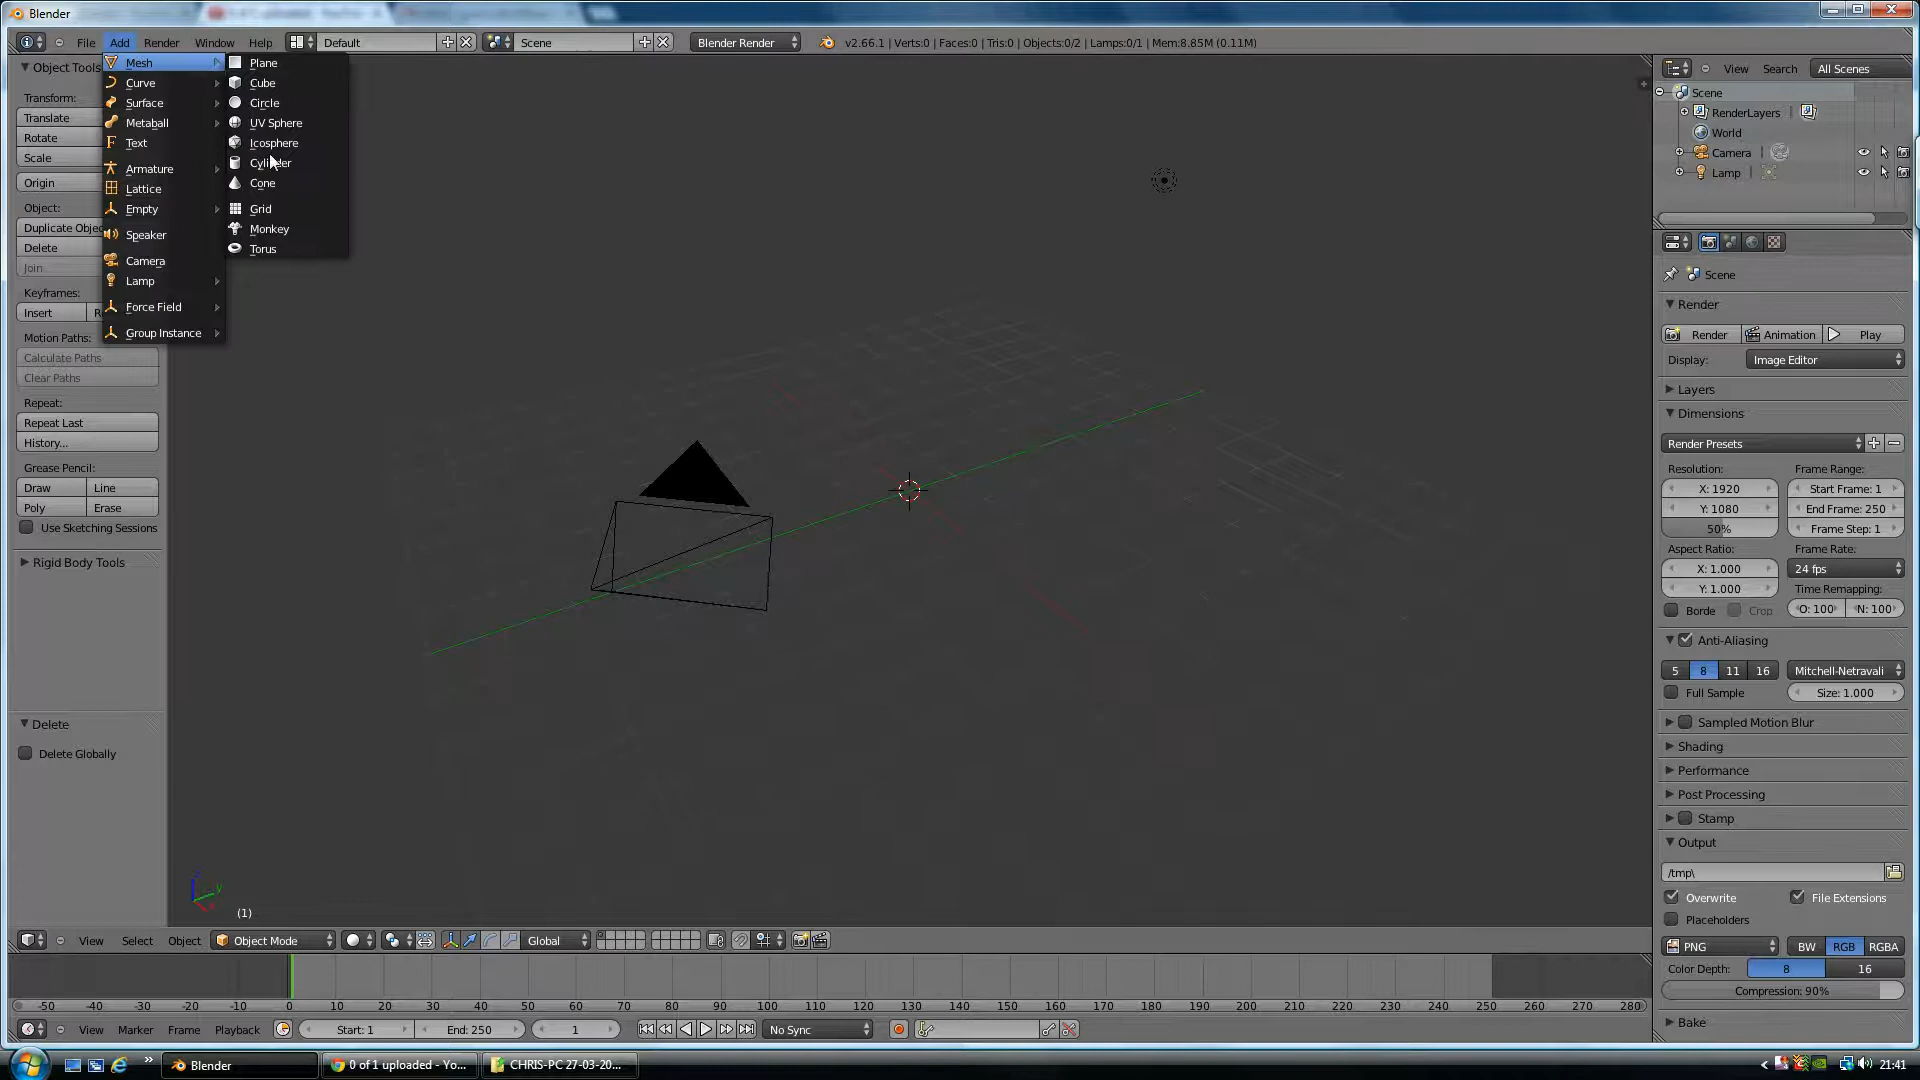 Blender
File Add Render Window Help Default Scene Blender Render v2.66.1 | Verts:0 | Faces:0 | Tris:0 | Objects:0/2 | Lamps:0/1 | Mem:8.85M (0.11M)
Object Tools
Transform:
Translate
Rotate
Scale
Origin
Object:
Delete
Join
Keyframes:
Insert
Motion Paths:
Calculate Paths
Clear Paths
Repeat:
Repeat Last
History...
Grease Pencil:
Draw Line
Poly Erase
Use Sketching Sessions
Rigid Body Tools
Delete
Delete Globally
Mesh
Curve
Surface
Metaball
Text
Armature
Lattice
Empty
Speaker
Camera
Lamp
Force Field
Group Instance
Plane
Cube
Circle
UV Sphere
Icosphere
Cylinder
Cone
Grid
Monkey
Torus
(1)
View Select Object Object Mode Global
-50 -40 -30 -20 -10 0 10 20 30 40 50 60 70 80 90 100 110 120 130 140 150 160 170 180 190 200 210 220 230 240 250 260 270 280
View Marker Frame Playback Start: 1 End: 250 1 No Sync
View Search All Scenes
Scene
RenderLayers
World
Camera
Lamp
Scene
Render
Render Animation Play
Display: Image Editor
Layers
Dimensions
Render Presets
Resolution: Frame Range:
X: 1920 Start Frame: 1
Y: 1080 End Frame: 250
50% Frame Step: 1
Aspect Ratio: Frame Rate:
X: 1.000 24 fps
Y: 1.000 Time Remapping:
Borde Crop O: 100 N: 100
Anti-Aliasing
5 8 11 16 Mitchell-Netravali
Full Sample Size: 1.000
Sampled Motion Blur
Shading
Performance
Post Processing
Stamp
Output
/tmp\
Overwrite File Extensions
Placeholders
PNG BW RGB RGBA
Color Depth: 8 16
Compression: 90%
Bake
Blender 0 of 1 uploaded - Yo... CHRIS-PC 27-03-20... 21:41